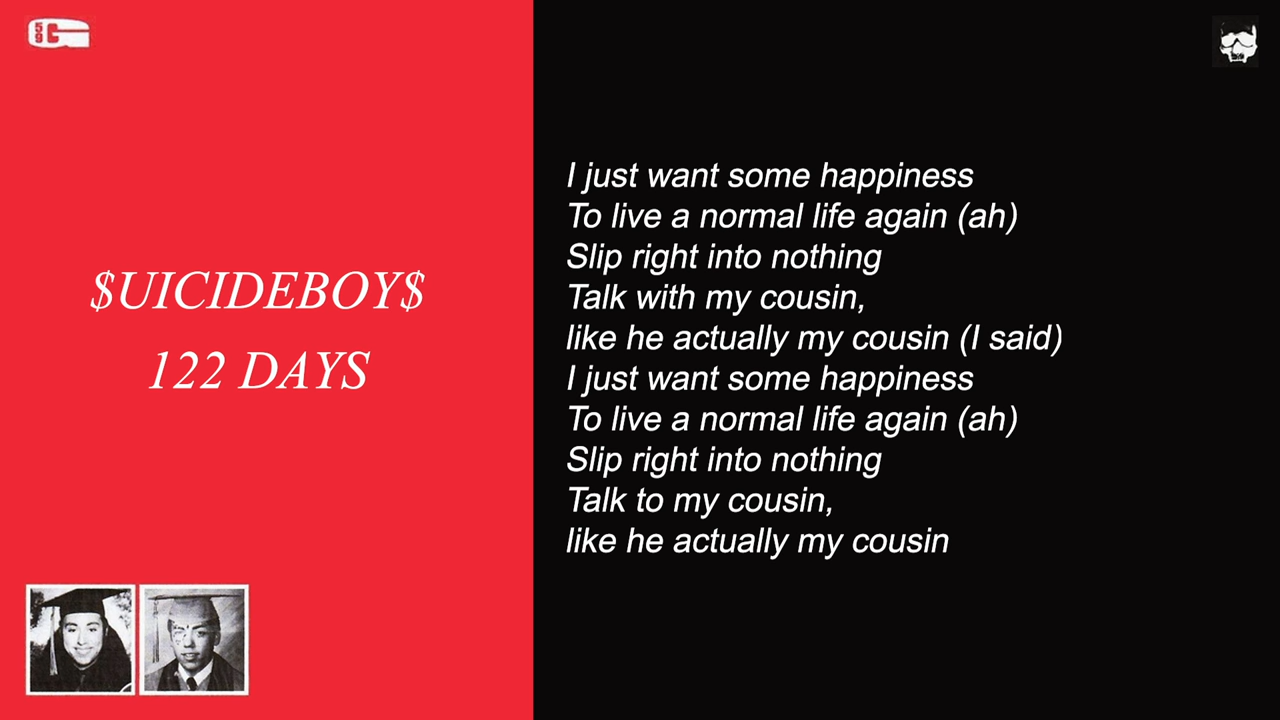 59
G
$UICIDEBOY$
122 DAYS
I just want some happiness
To live a normal life again (ah)
Slip right into nothing
Talk with my cousin,
like he actually my cousin (I said)
I just want some happiness
To live a normal life again (ah)
Slip right into nothing
Talk to my cousin,
like he actually my cousin